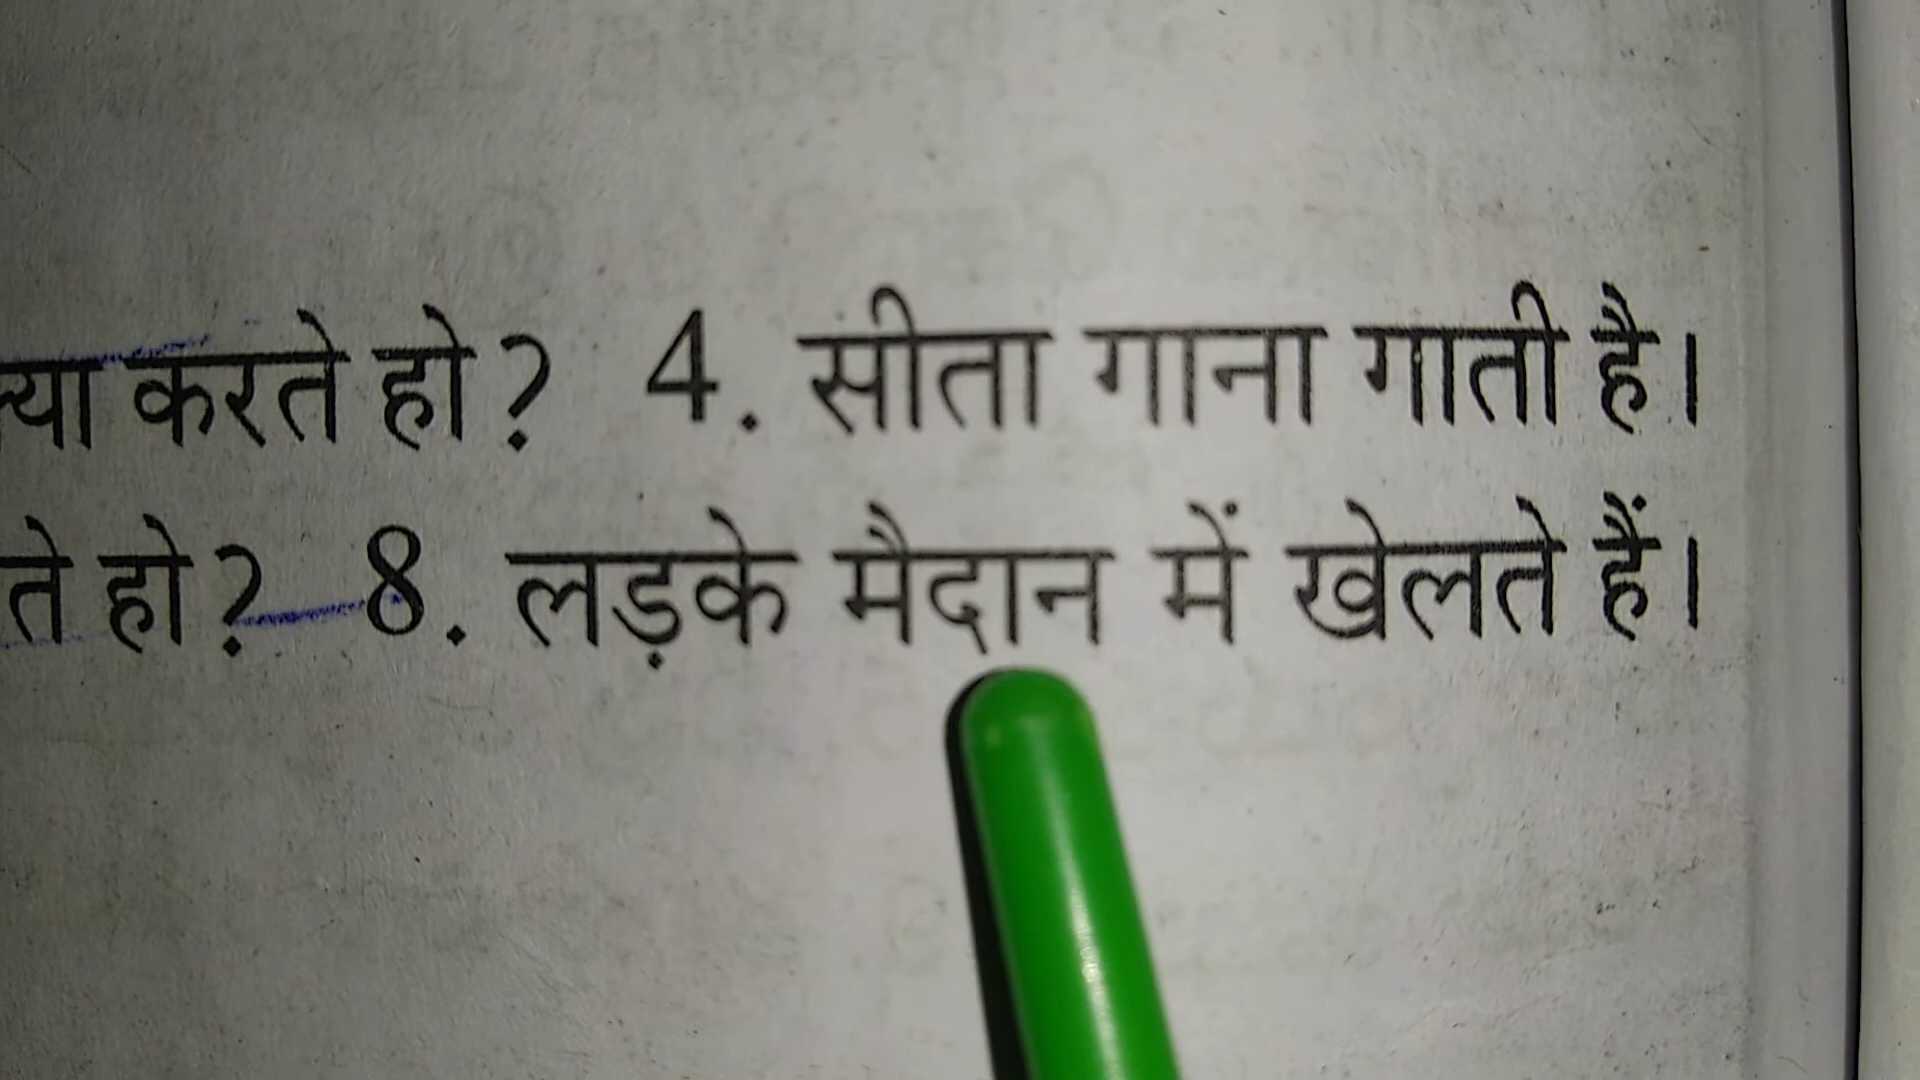 करते हो? 4. सीता गाना गाती है।
हो? 8. लड़के मैदान में खेलते हैं।